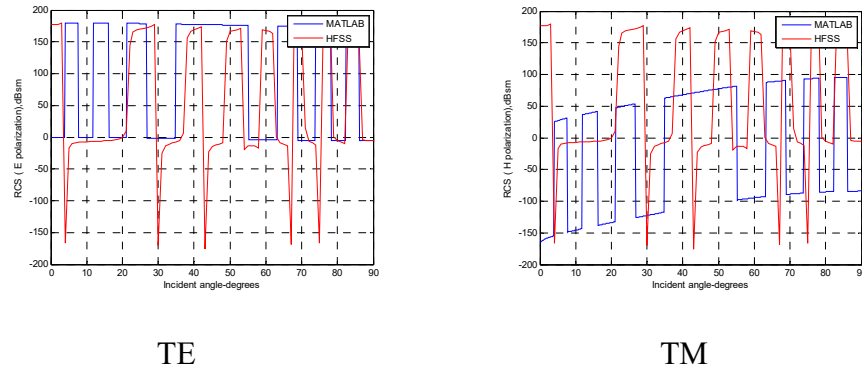 200
150
100
50
0
-50
-100
-150
-200
RCS ( E polarization),dBsm
0 10 20 30 40 50 60 70 80 90
Incident angle-degrees
MATLAB
HFSS
TE
200
150
100
50
0
-50
-100
-150
-200
RCS ( H polarization),dBsm
0 10 20 30 40 50 60 70 80 90
Incident angle-degrees
MATLAB
HFSS
TM